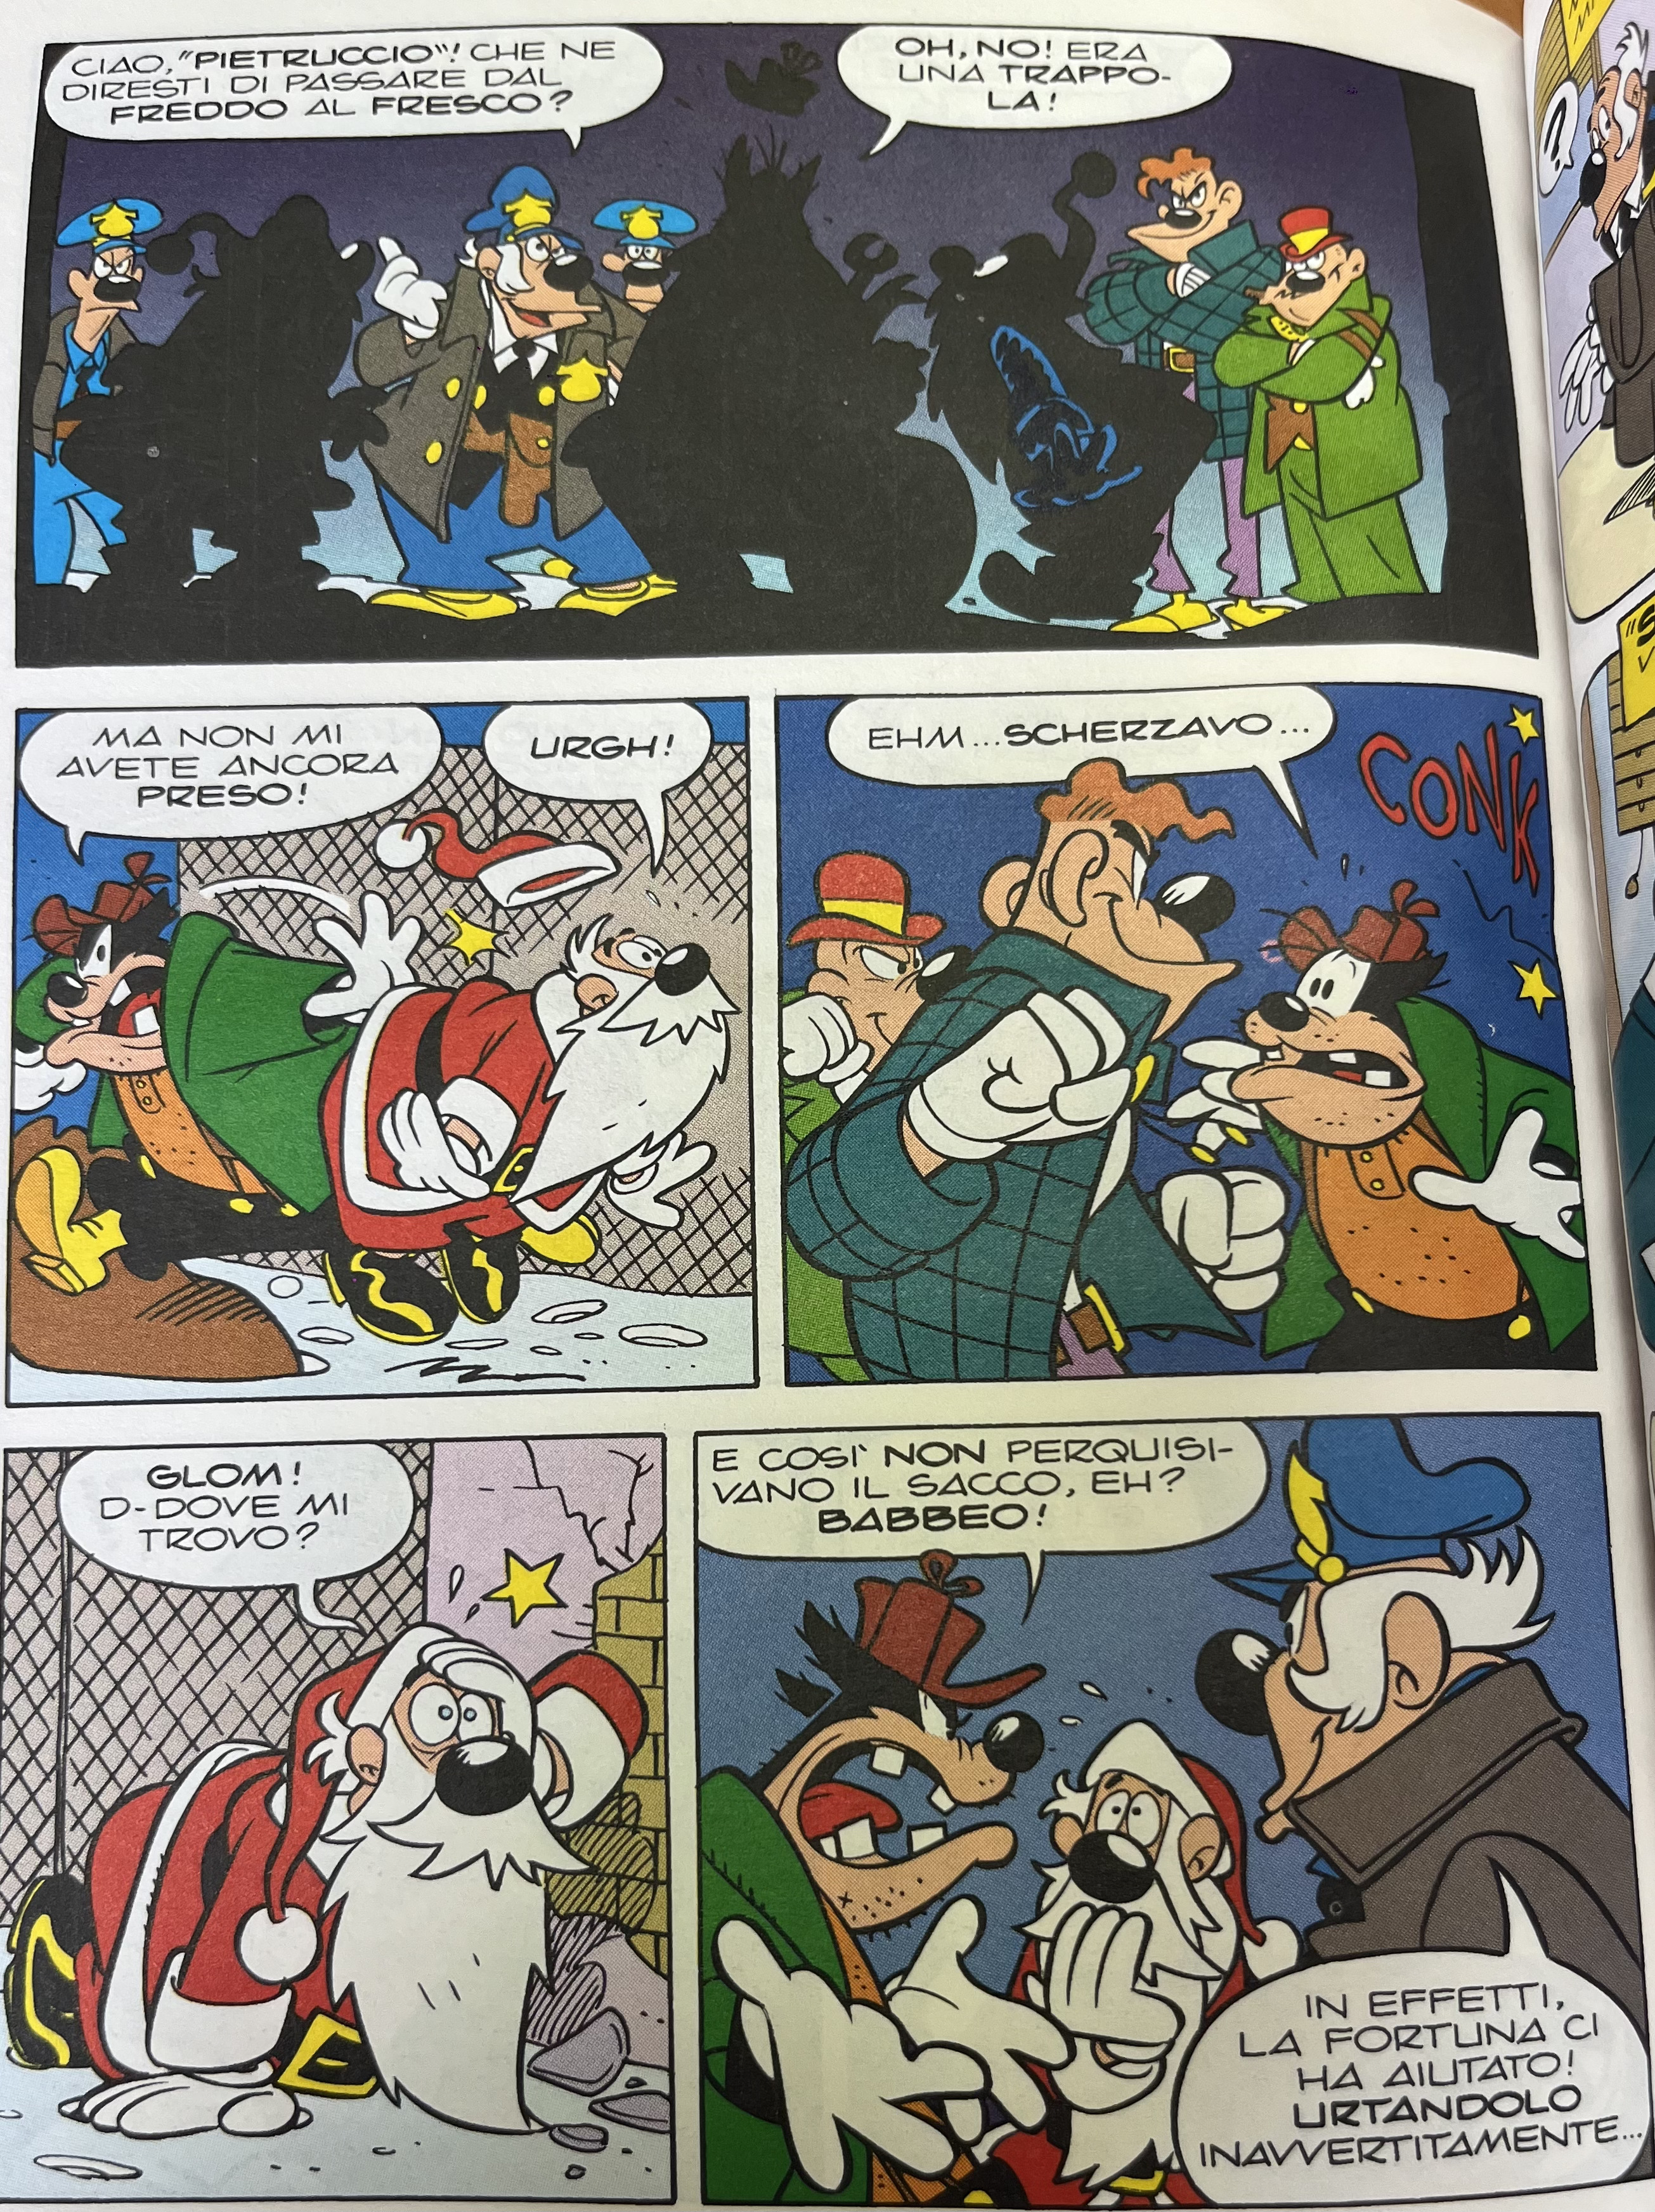 CIAO, "PIETRUCCIO"! CHE NE
DIRESTI DI PASSARE DAL
FREDDO AL FRESCO?
OH, NO! ERA
UNA TRAPPO-
LA!
MA NON MI
AVETE ANCORA
PRESO!
URGH!
EHM...SCHERZAVO...
CONK
GLOM!
D-DOVE MI
TROVO?
E COSÌ NON PERQUISI-
VANO IL SACCO, EH?
BABBEO!
IN EFFETTI,
LA FORTUNA CI
HA AIUTATO!
URTANDOLO
INAVVERTITAMENTE...
?